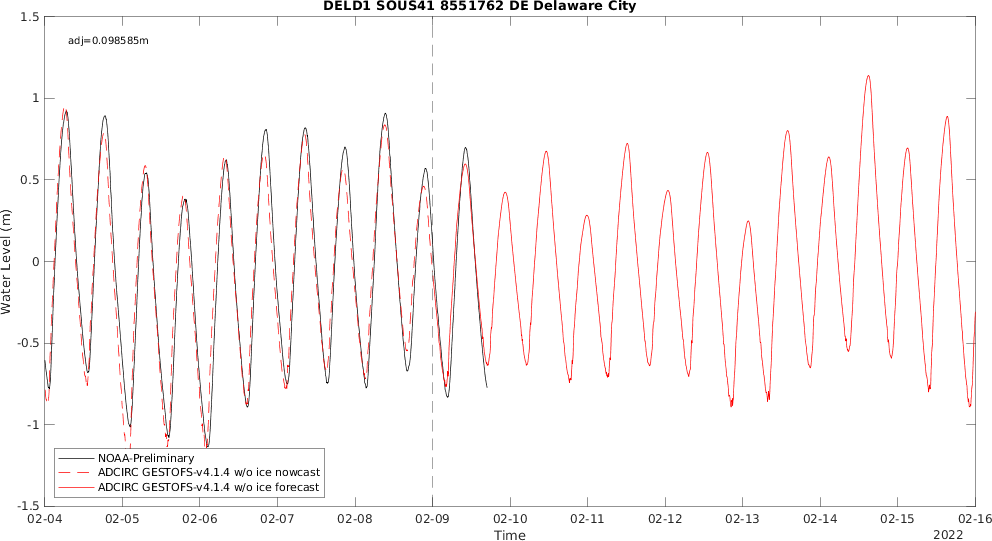 DELD1 SOUS41 8551762 DE Delaware City
1.5
1
0.5
0
-0.5
-1
-1.5
Water Level (m)
adj=0.098585m
NOAA-Preliminary
ADCIRC GESTOFS-v4.1.4 w/o ice nowcast
ADCIRC GESTOFS-v4.1.4 w/o ice forecast
02-04 02-05 02-06 02-07 02-08 02-09 02-10 02-11 02-12 02-13 02-14 02-15 02-16
Time
2022